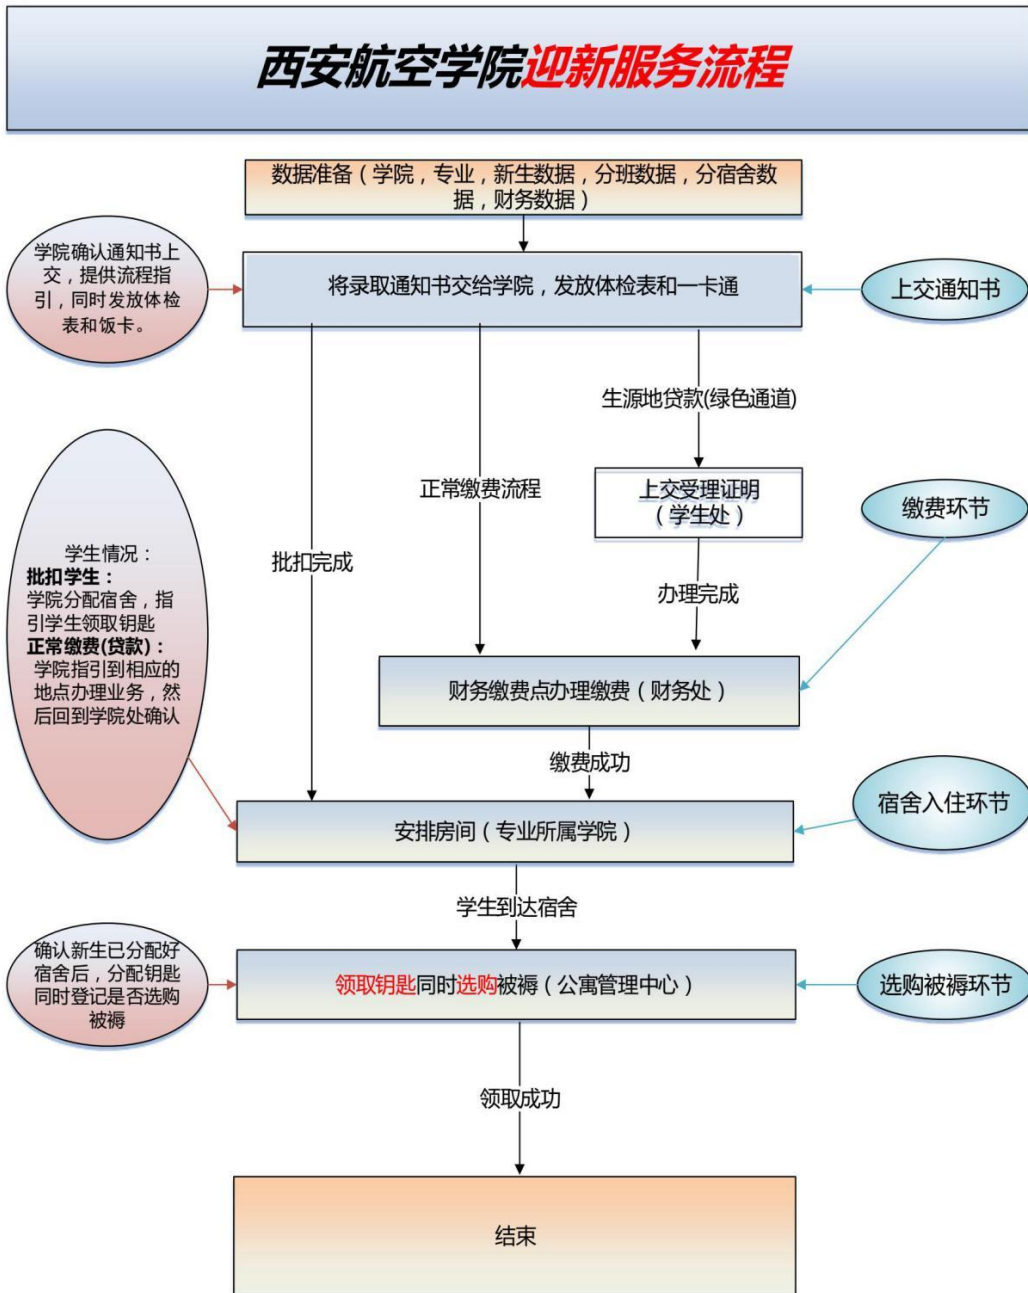 西安航空学院迎新服务流程
数据准备（学院，专业，新生数据，分班数据，分宿舍数
据，财务数据）
学院确认通知书上
交，提供流程指
引，同时发放体检
表和饭卡。
将录取通知书交给学院，发放体检表和一卡通
上交通知书
生源地贷款(绿色通道)
正常缴费流程
上交受理证明
（学生处）
缴费环节
批扣完成
学生情况：
批扣学生：
学院分配宿舍，指
引学生领取钥匙
正常缴费(贷款)：
学院指引到相应的
地点办理业务，然
后回到学院处确认
办理完成
财务缴费点办理缴费（财务处）
缴费成功
宿舍入住环节
安排房间（专业所属学院）
学生到达宿舍
确认新生已分配好
宿舍后，分配钥匙
同时登记是否选购
被褥
领取钥匙同时选购被褥（公寓管理中心）
选购被褥环节
领取成功
结束